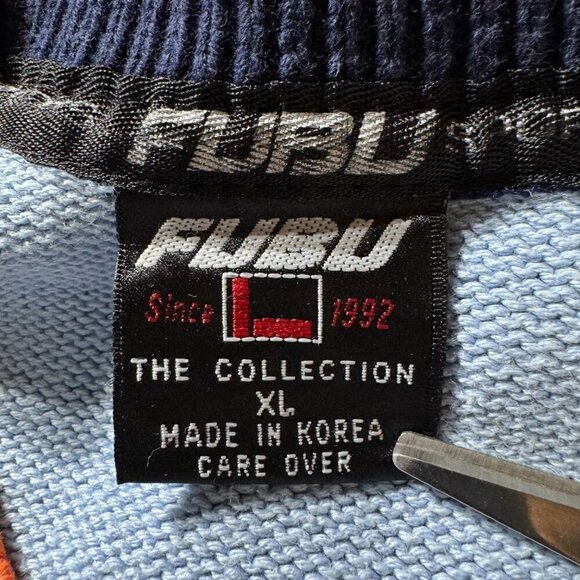 FUBU
FUBU
Since 1992
THE COLLECTION
XL
MADE IN KOREA
CARE OVER